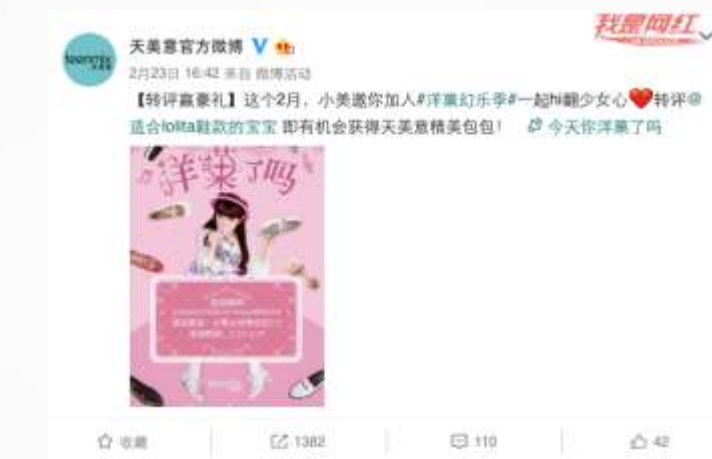 我是网红
teenmix
天美意官方微博
2月23日 16:42 来自 微博活动
【转评赢豪礼】这个2月，小美邀你加入#洋菓幻乐季#一起hi翻少女心❤转评@
适合lolita鞋款的宝宝 即有机会获得天美意精美包包！ 今天你洋菓了吗
洋菓了吗
收藏
1382
110
42